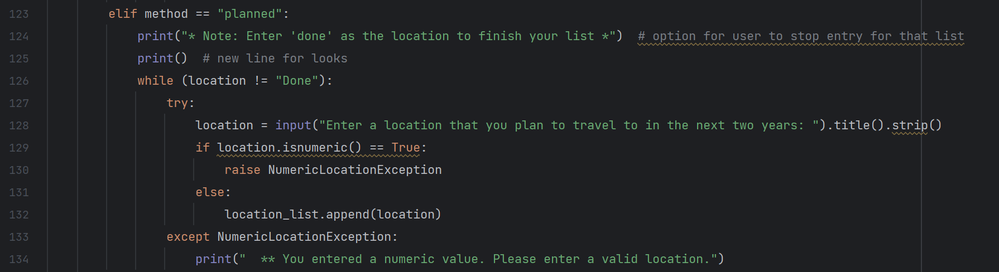 123 elif method == "planned":
124 print("* Note: Enter 'done' as the location to finish your list *")  # option for user to stop entry for that list
125 print()  # new line for looks
126 while (location != "Done"):
127 try:
128 location = input("Enter a location that you plan to travel to in the next two years: ").title().strip()
129 if location.isnumeric() == True:
130 raise NumericLocationException
131 else:
132 location_list.append(location)
133 except NumericLocationException:
134 print("  ** You entered a numeric value. Please enter a valid location.")